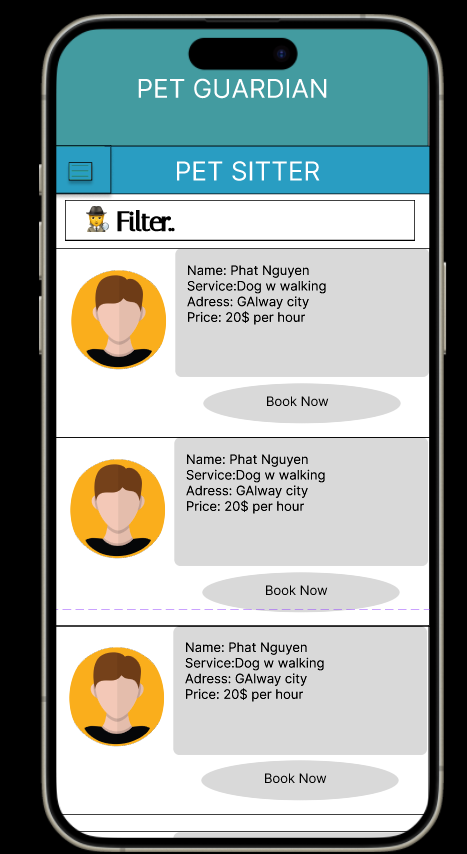 PET GUARDIAN
PET SITTER
Filter..
Name: Phat Nguyen
Service:Dog w walking
Adress: GAlway city
Price: 20$ per hour
Book Now
Name: Phat Nguyen
Service:Dog w walking
Adress: GAlway city
Price: 20$ per hour
Book Now
Name: Phat Nguyen
Service:Dog w walking
Adress: GAlway city
Price: 20$ per hour
Book Now